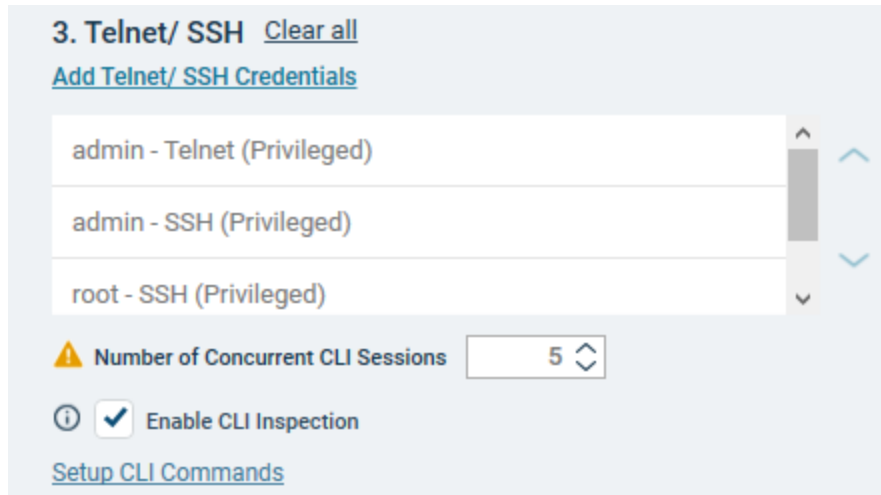 3. Telnet/ SSH Clear all
Add Telnet/ SSH Credentials
admin - Telnet (Privileged)
admin - SSH (Privileged)
root - SSH (Privileged)
Number of Concurrent CLI Sessions 5
Enable CLI Inspection
Setup CLI Commands